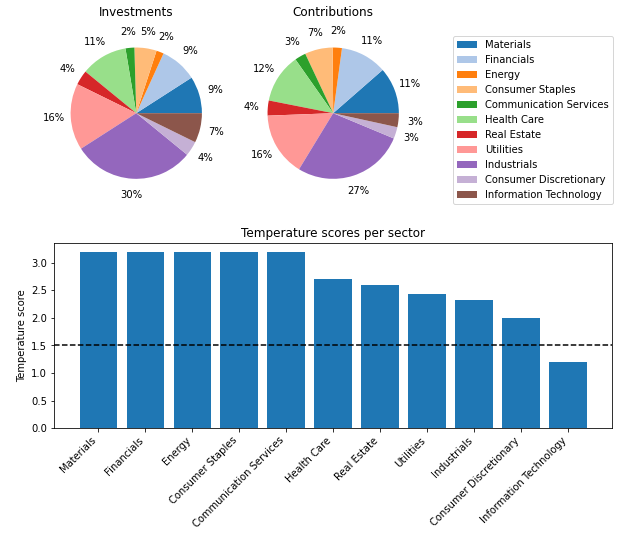 Investments
Contributions
9%
9%
2%
5%
2%
11%
4%
16%
30%
4%
7%
11%
11%
2%
7%
3%
12%
4%
16%
27%
3%
3%
Materials
Financials
Energy
Consumer Staples
Communication Services
Health Care
Real Estate
Utilities
Industrials
Consumer Discretionary
Information Technology
Temperature scores per sector
Temperature score
3.0
2.5
2.0
1.5
1.0
0.5
0.0
Materials
Financials
Energy
Consumer Staples
Communication Services
Health Care
Real Estate
Utilities
Industrials
Consumer Discretionary
Information Technology